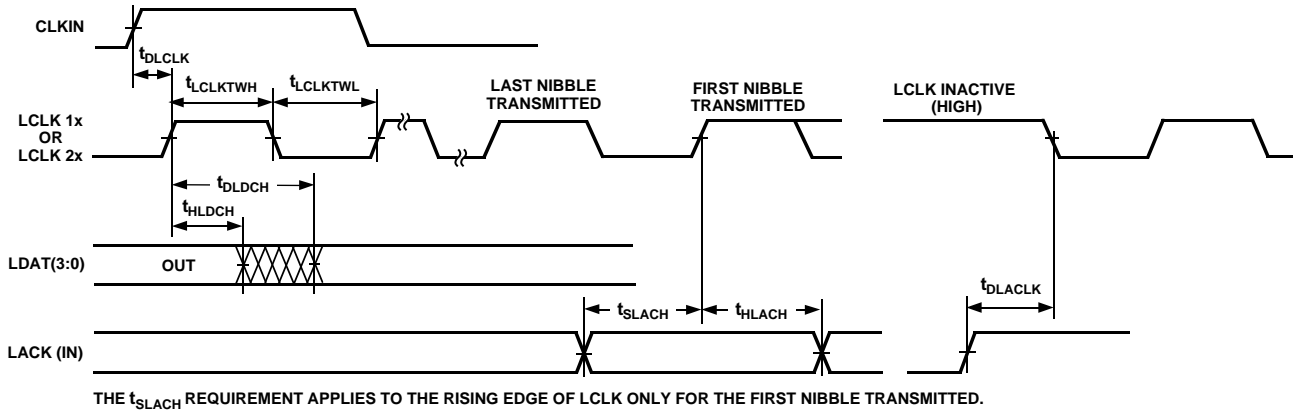 CLKIN
tDLCLK
tLCLKTWH
tLCLKTWL
LAST NIBBLE
TRANSMITTED
FIRST NIBBLE
TRANSMITTED
LCLK INACTIVE
(HIGH)
LCLK 1x
OR
LCLK 2x
tDLDCH
tHLDCH
LDAT(3:0)
OUT
tSLACH
tHLACH
tDLACLK
LACK (IN)
THE tSLACH REQUIREMENT APPLIES TO THE RISING EDGE OF LCLK ONLY FOR THE FIRST NIBBLE TRANSMITTED.